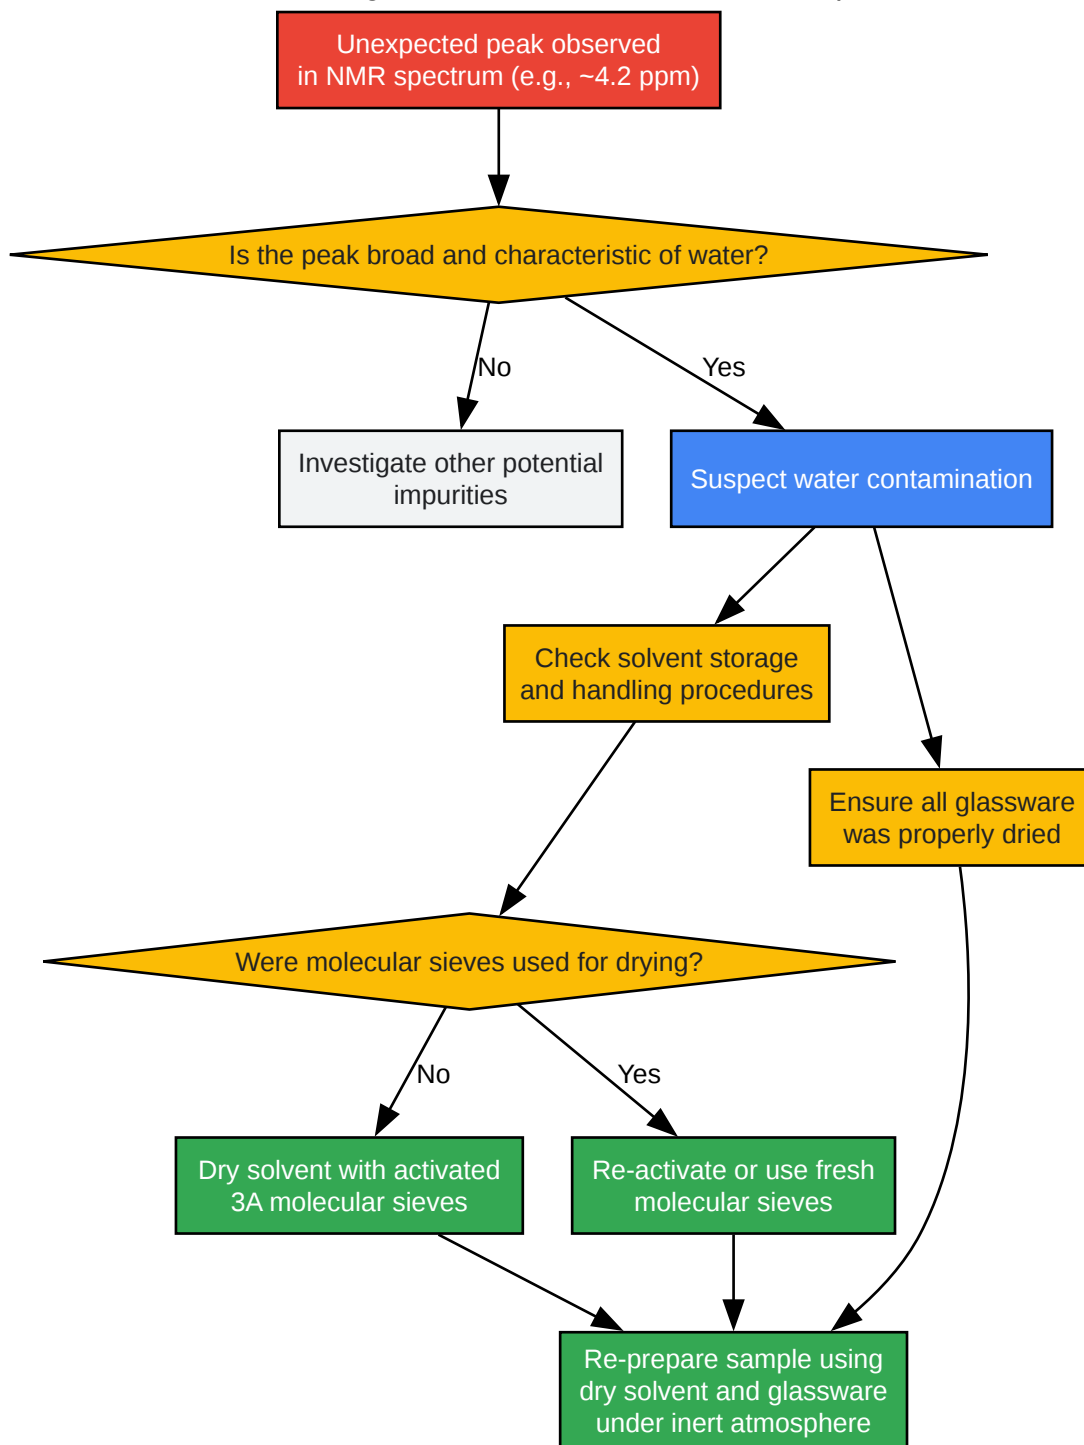 Unexpected peak observed
in NMR spectrum (e.g., ~4.2 ppm)
Is the peak broad and characteristic of water?
No
Yes
Investigate other potential
impurities
Suspect water contamination
Check solvent storage
and handling procedures
Ensure all glassware
was properly dried
Were molecular sieves used for drying?
No
Yes
Dry solvent with activated
3A molecular sieves
Re-activate or use fresh
molecular sieves
Re-prepare sample using
dry solvent and glassware
under inert atmosphere